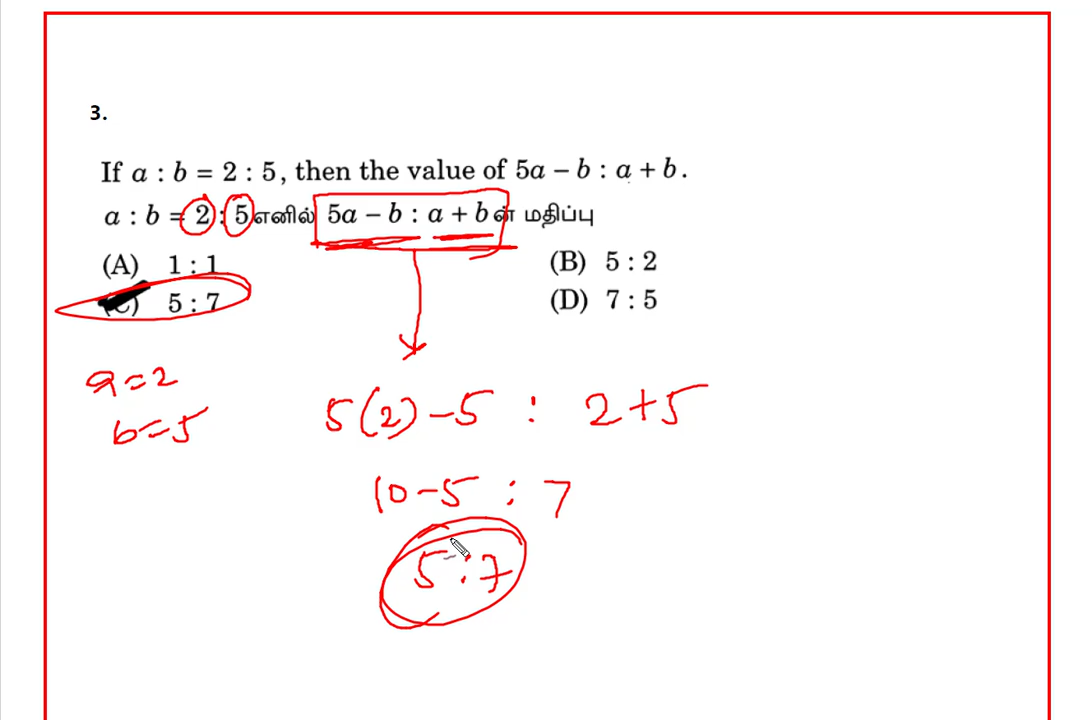 3.
If a : b = 2 : 5, then the value of 5a – b : a + b.
a : b = 2 : 5 எனில் 5a – b : a + b ன் மதிப்பு
(A) 1 : 1
(B) 5 : 2
(C) 5 : 7
(D) 7 : 5
a=2
b=5
5(2)-5 : 2+5
10-5 : 7
5:7